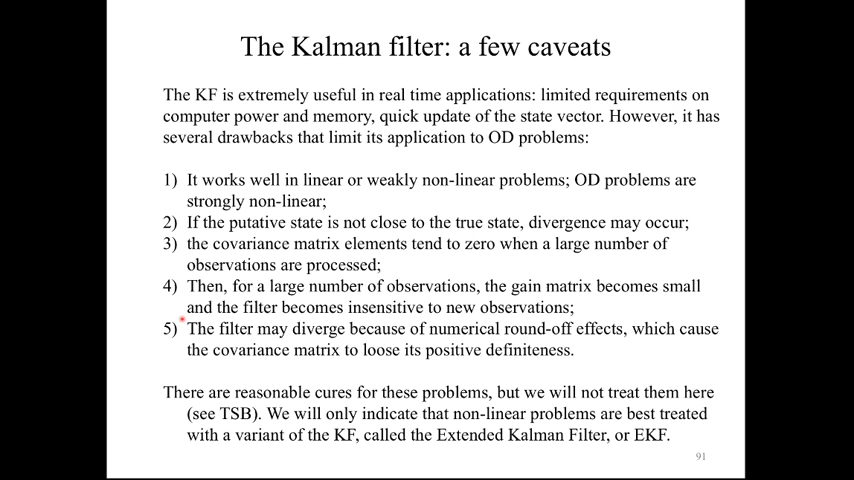 The Kalman filter: a few caveats
The KF is extremely useful in real time applications: limited requirements on
computer power and memory, quick update of the state vector. However, it has
several drawbacks that limit its application to OD problems:
1) It works well in linear or weakly non-linear problems; OD problems are
strongly non-linear;
2) If the putative state is not close to the true state, divergence may occur;
3) the covariance matrix elements tend to zero when a large number of
observations are processed;
4) Then, for a large number of observations, the gain matrix becomes small
and the filter becomes insensitive to new observations;
5) The filter may diverge because of numerical round-off effects, which cause
the covariance matrix to loose its positive definiteness.
There are reasonable cures for these problems, but we will not treat them here
(see TSB). We will only indicate that non-linear problems are best treated
with a variant of the KF, called the Extended Kalman Filter, or EKF.
91